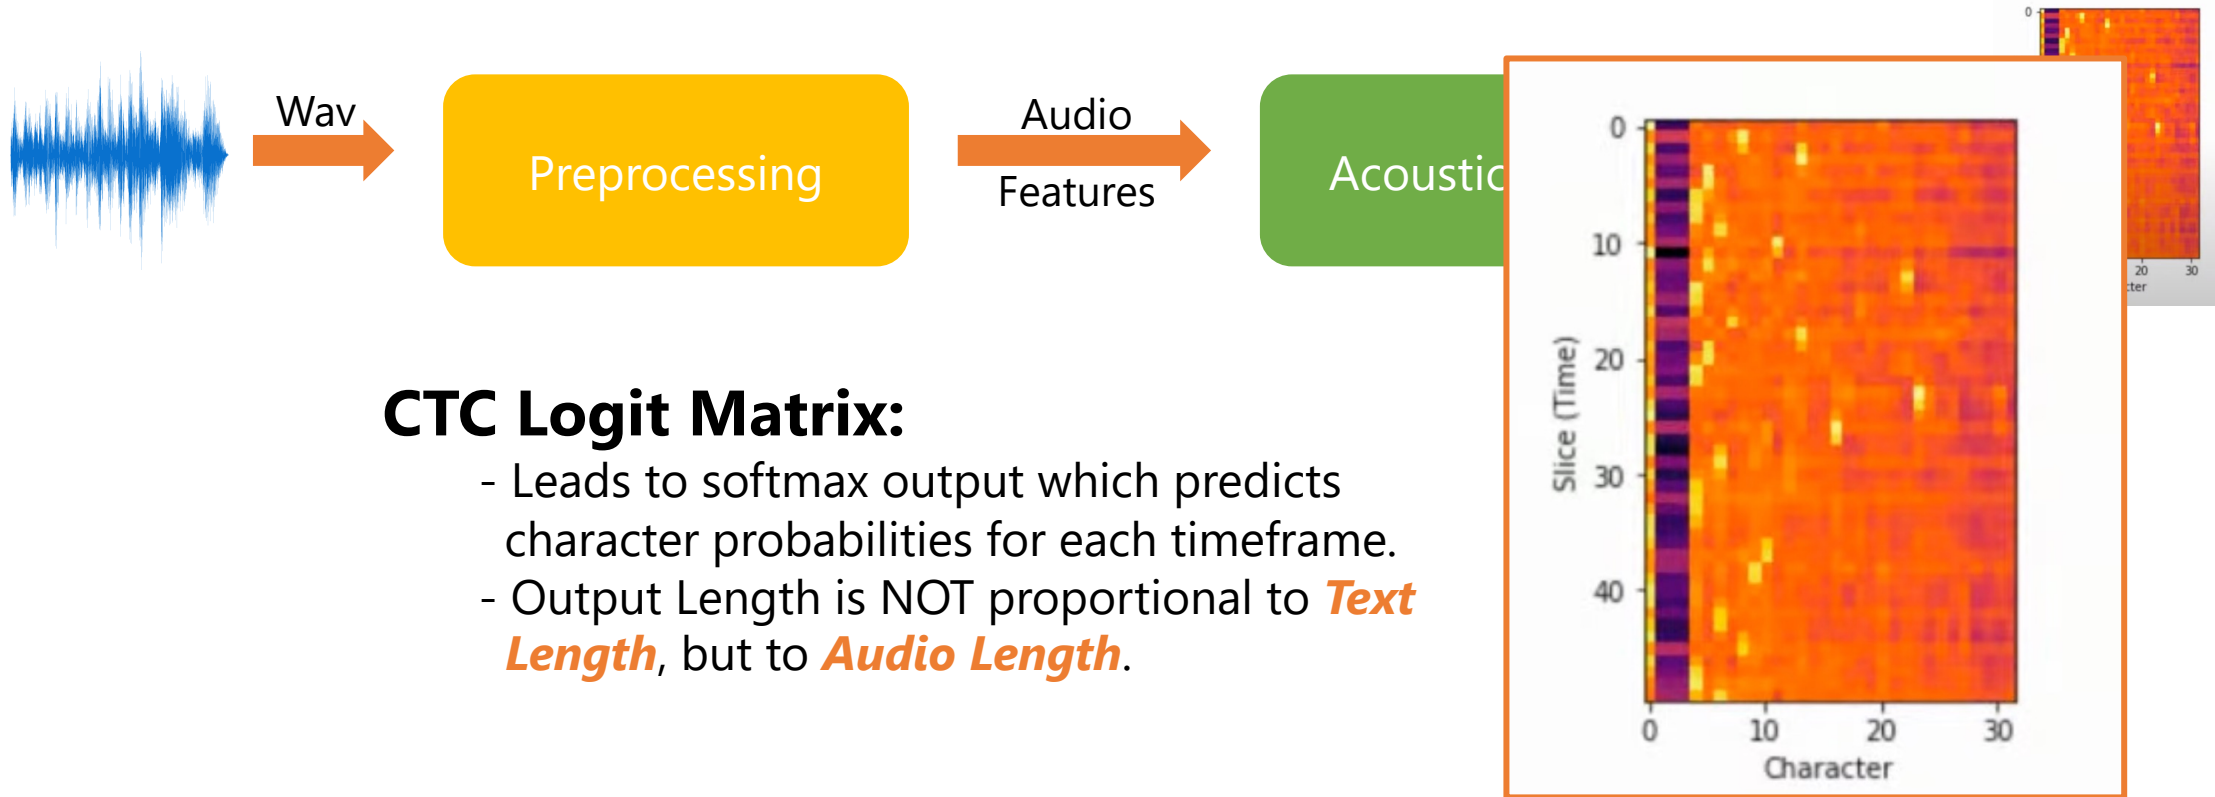 Wav
Preprocessing
Audio
Features
Acoustic
CTC Logit Matrix:
- Leads to softmax output which predicts
character probabilities for each timeframe.
- Output Length is NOT proportional to Text
Length, but to Audio Length.
0
10
20
30
40
Slice (Time)
0
10
20
30
Character
0
20
30
cter